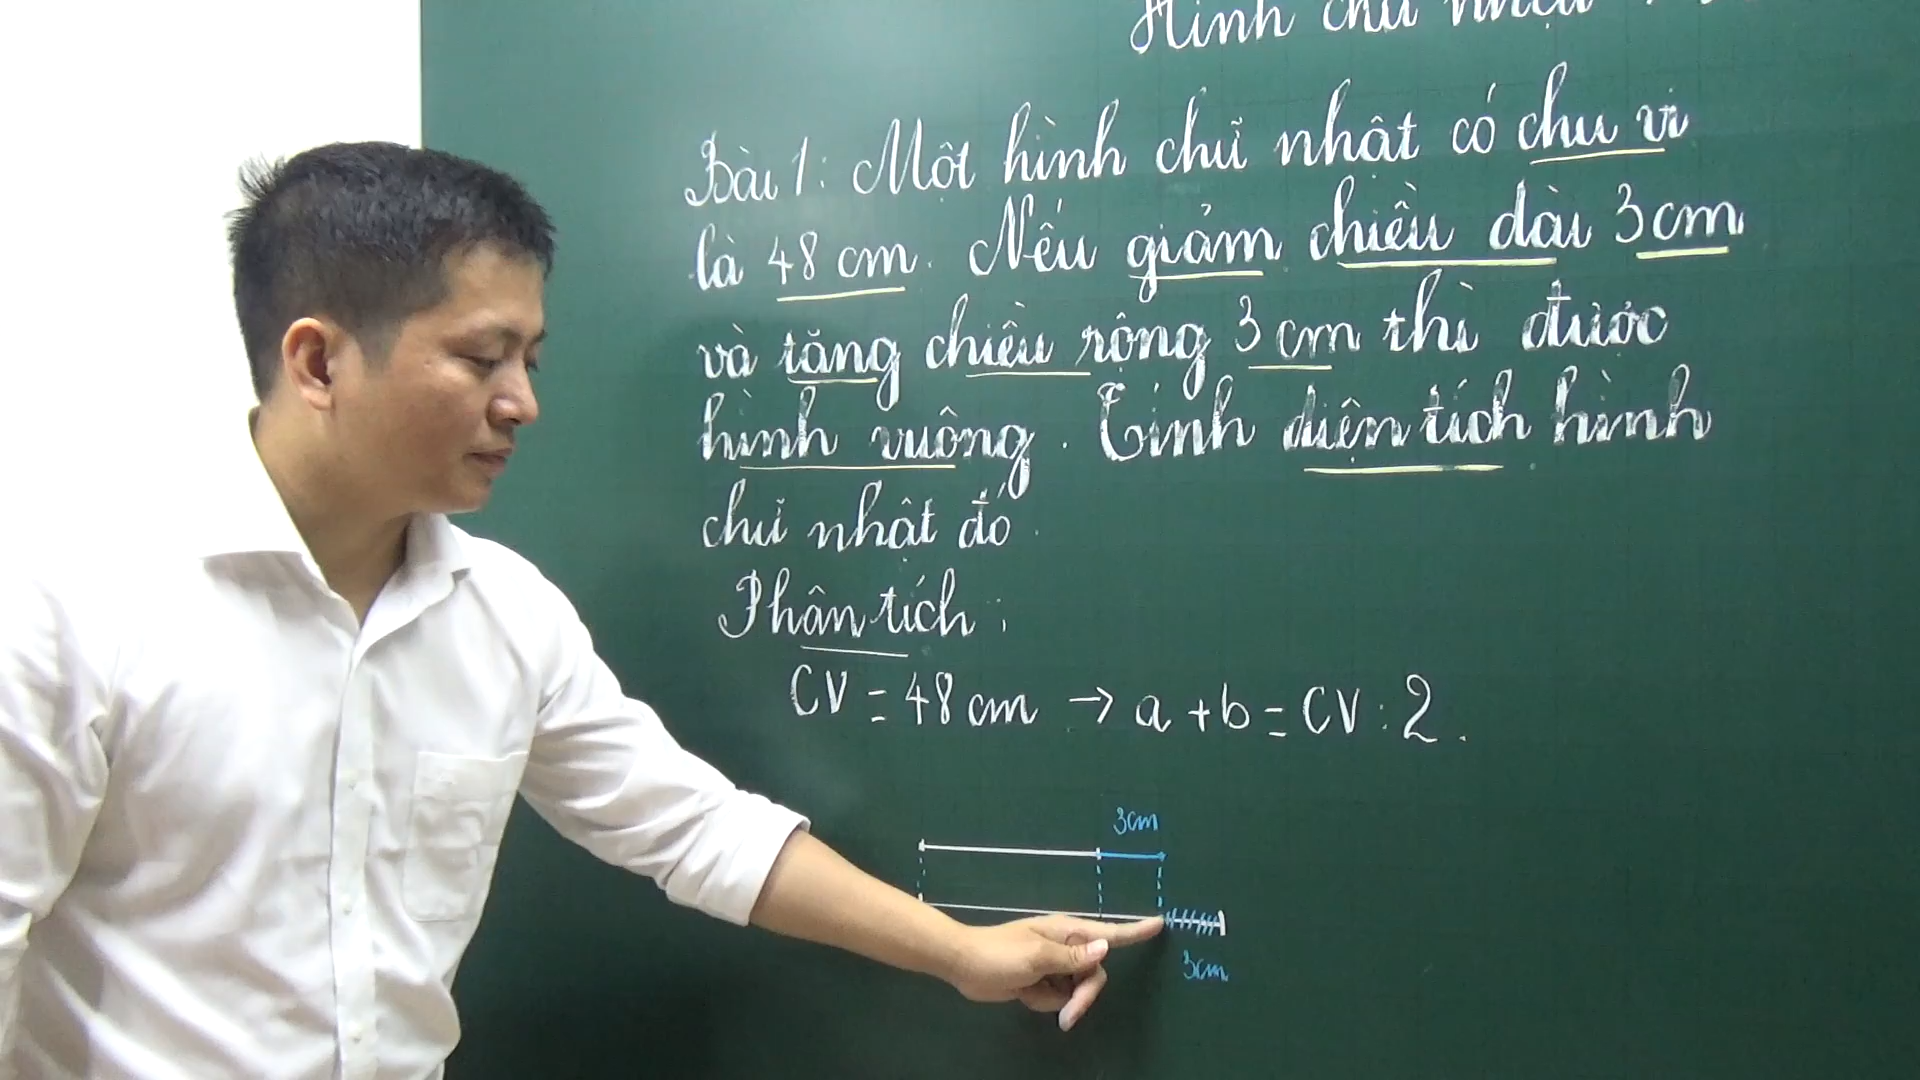 Hình chữ nhật
Bài 1: Một hình chữ nhật có chu vi
là 48 cm. Nếu giảm chiều dài 3cm
và tăng chiều rộng 3cm thì được
hình vuông. Tính diện tích hình
chữ nhật đó.
Phân tích:
CV = 48 cm → a + b = CV : 2.
3cm
3cm